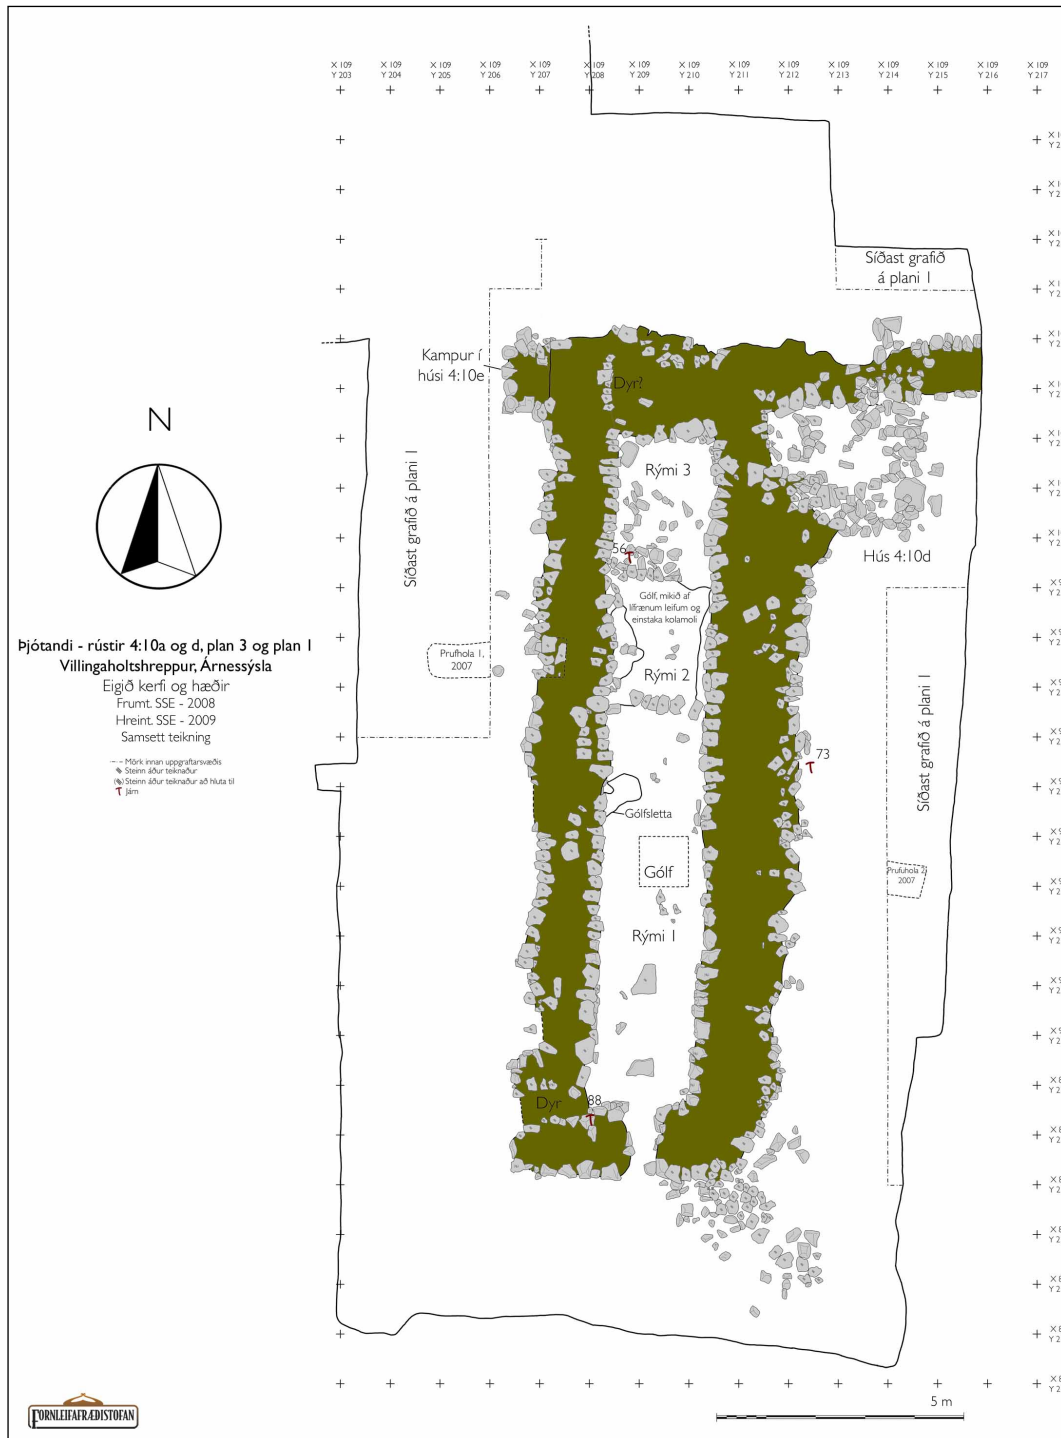 X 109 X 109 X 109 X 109 X 109 X 109 X 109 X 109 X 109 X 109 X 109 X 109 X 109 X 109 X 109
Y 203 Y 204 Y 205 Y 206 Y 207 Y 208 Y 209 Y 210 Y 211 Y 212 Y 213 Y 214 Y 215 Y 216 Y 217
Síðast grafið
á plani 1
Kampur í
húsi 4:10e
Dyr?
N
Síðast grafið á plani 1
Rými 3
56
Hús 4:10d
Gólf, mikið af
lífrænum leifum og
einstaka kolamoli
Þjótandi - rústir 4:10a og d, plan 3 og plan 1
Villingaholtshreppur, Árnessýsla
Eigið kerfi og hæðir
Frumt. SSE - 2008
Hreint. SSE - 2009
Samsett teikning
Mörk innan uppgraftarsvæðis
Steinn áður teiknaður
Steinn áður teiknaður að hluta til
Járn
Prufhola 1,
2007
Rými 2
Síðast grafið á plani 1
73
Gólfsletta
Gólf
Prufuhola 2,
2007
Rými 1
88
Dyr
5 m
FORNLEIFAFRÆÐISTOFAN